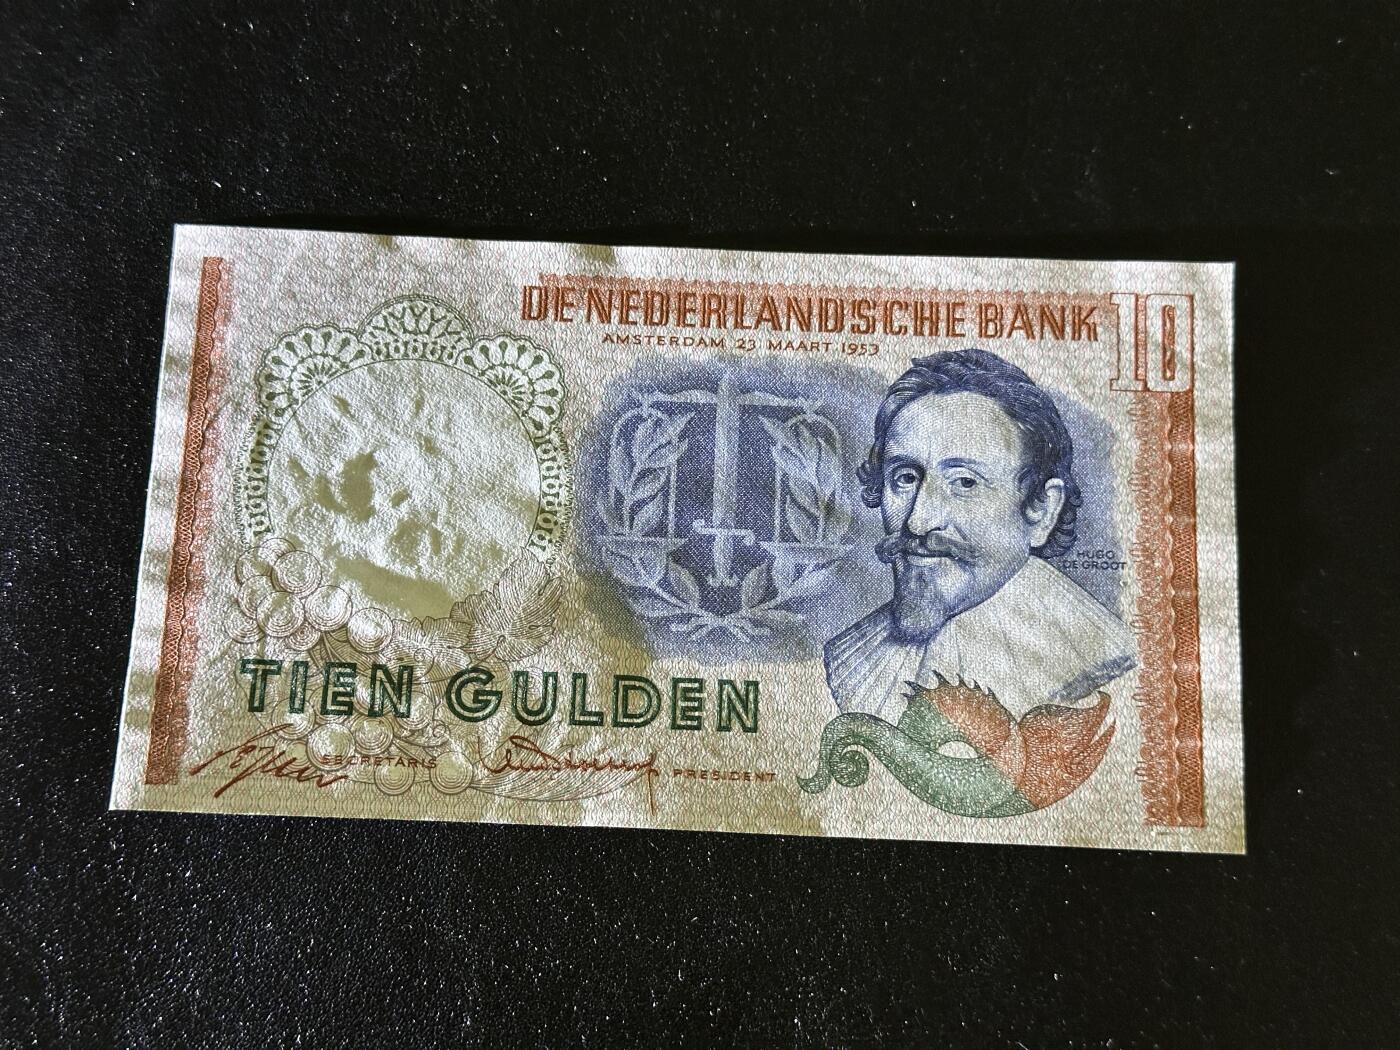 DE NEDERLANDSCHE BANK 10
AMSTERDAM 23 MAART 1953
HUGO
DE GROOT
TIEN GULDEN
SECRETARIS PRESIDENT